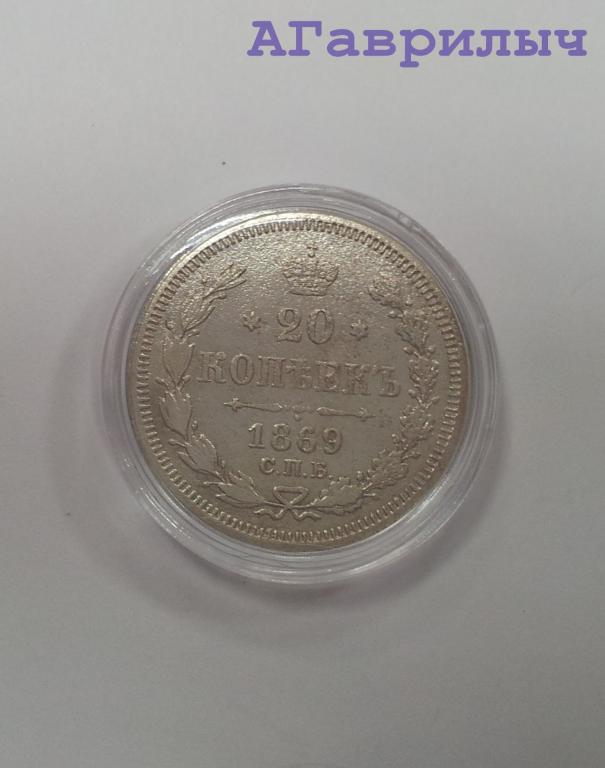 АГаврилыч
* 20 *
КОПѢЕКЪ
1869
С.П.Б.